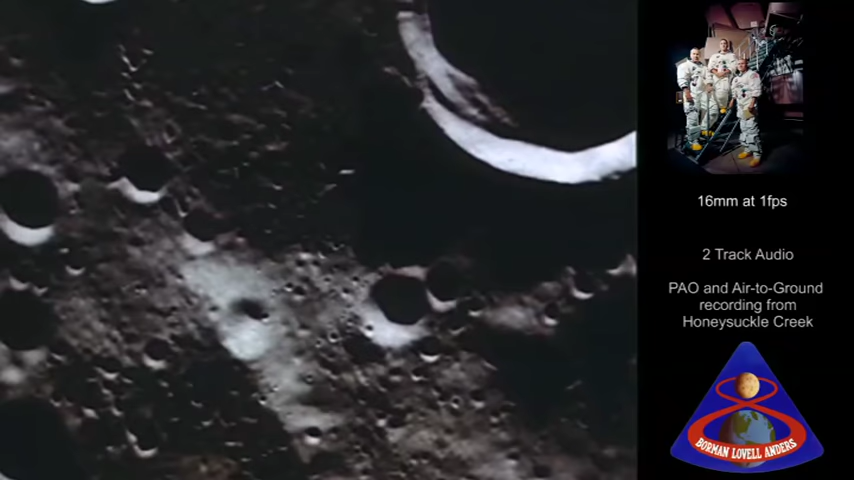 16mm at 1fps
2 Track Audio
PAO and Air-to-Ground
recording from
Honeysuckle Creek
BORMAN LOVELL ANDERS